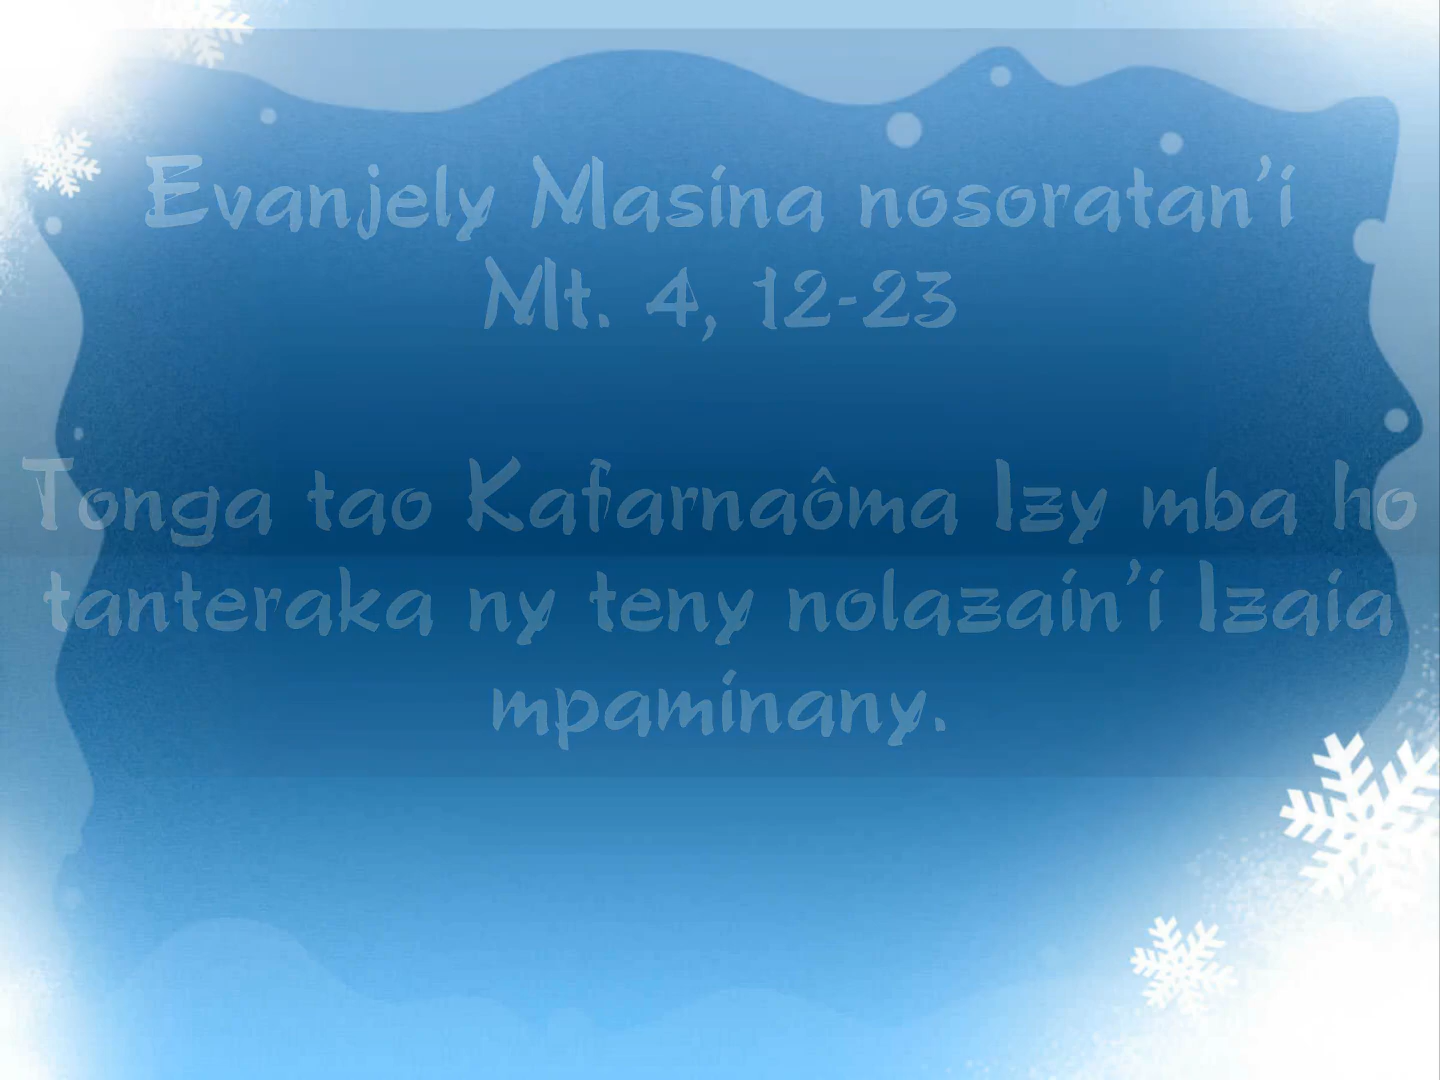 Evanjely Masina nosoratan’i
Mt. 4, 12-23
Tonga tao Kafarnaôma Izy mba ho
tanteraka ny teny nolazain’i Izaia
mpaminany.